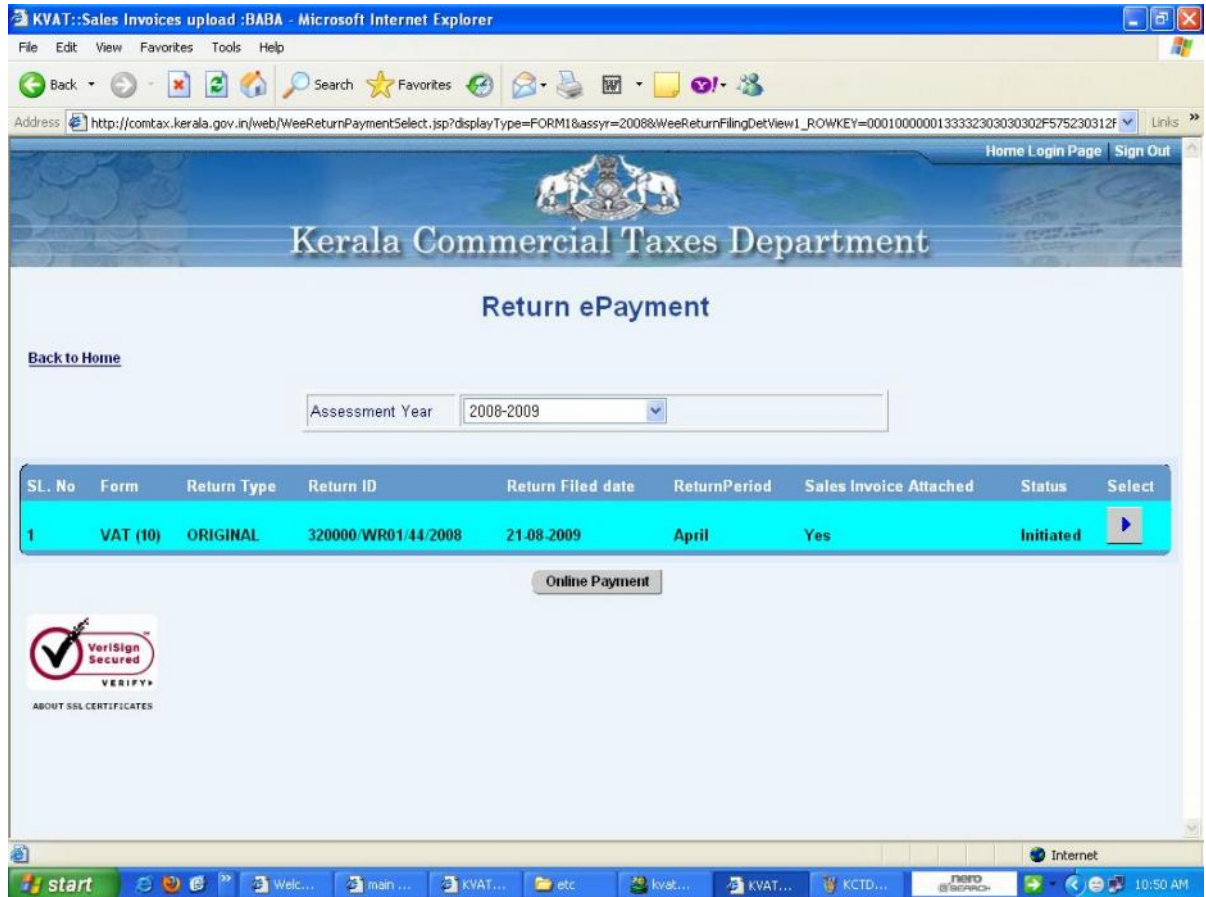 KVAT::Sales Invoices upload :BABA - Microsoft Internet Explorer
File Edit View Favorites Tools Help
Back Search Favorites
Address http://comtax.kerala.gov.in/web/WeeReturnPaymentSelect.jsp?displayType=FORM1&assyr=2008&WeeReturnFilingDetView1_ROWKEY=0001000000133332303030302F575230312F Links »
Home Login Page | Sign Out
Kerala Commercial Taxes Department
Return ePayment
Back to Home
Assessment Year 2008-2009
SL. No Form Return Type Return ID Return Filed date ReturnPeriod Sales Invoice Attached Status Select
1 VAT (10) ORIGINAL 320000/WR01/44/2008 21-08-2009 April Yes Initiated
Online Payment
VeriSign
Secured
VERIFY
ABOUT SSL CERTIFICATES
Internet
start » Welc... main ... KVAT... etc kvat... KVAT... KCTD... nero SEARCH 10:50 AM